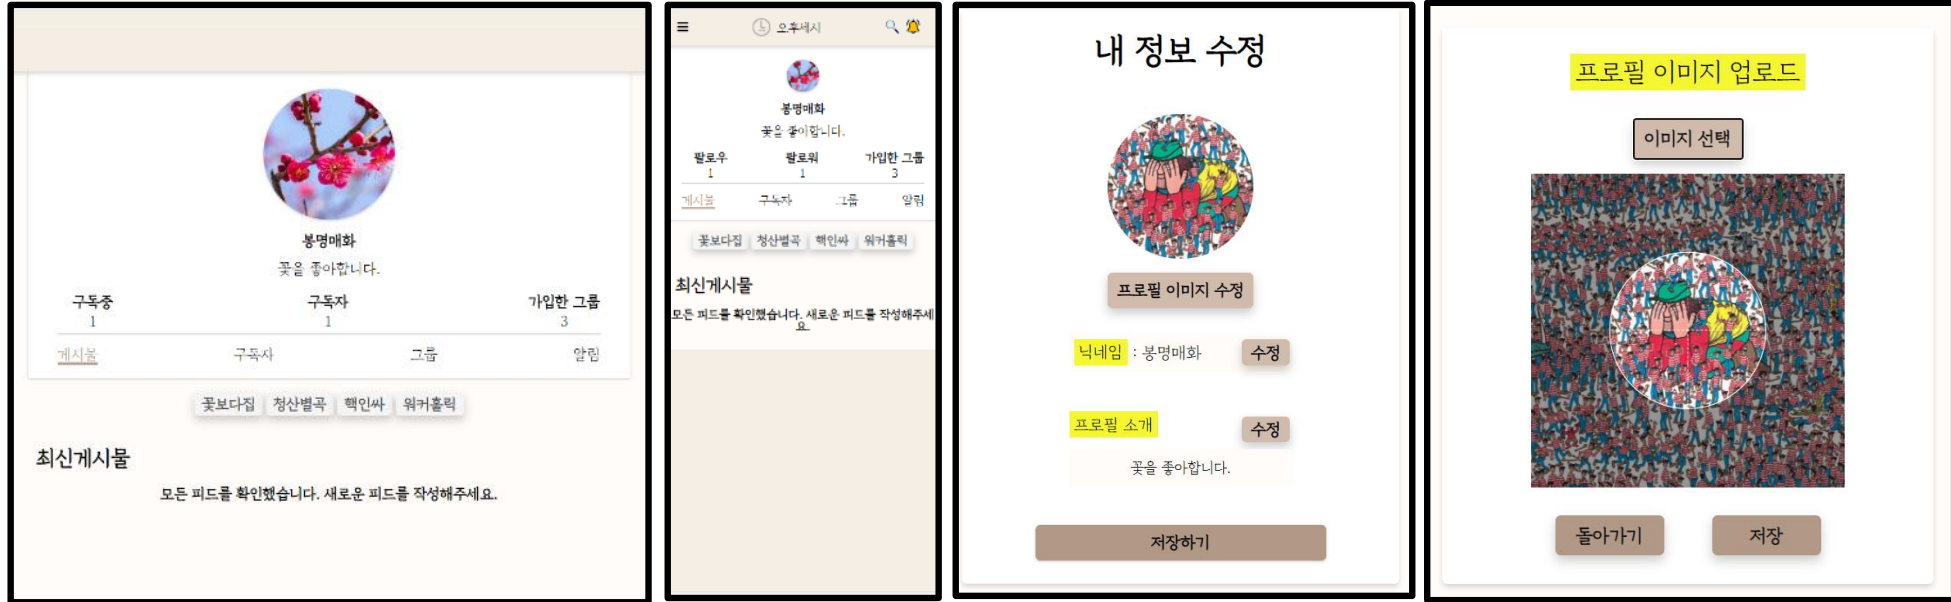 봉명매화
꽃을 좋아합니다.
구독중 구독자 가입한 그룹
1 1 3
게시물 구독자 그룹 알림
꽃보다집 청산별곡 핵인싸 워커홀릭
최신게시물
모든 피드를 확인했습니다. 새로운 피드를 작성해주세요.
오후세시
봉명매화
꽃을 좋아합니다.
팔로우 팔로워 가입한 그룹
1 1 3
게시물 구독자 그룹 알림
꽃보다집 청산별곡 핵인싸 워커홀릭
최신게시물
모든 피드를 확인했습니다. 새로운 피드를 작성해주세
요.
내 정보 수정
프로필 이미지 수정
닉네임 : 봉명매화 수정
프로필 소개 수정
꽃을 좋아합니다.
저장하기
프로필 이미지 업로드
이미지 선택
돌아가기 저장